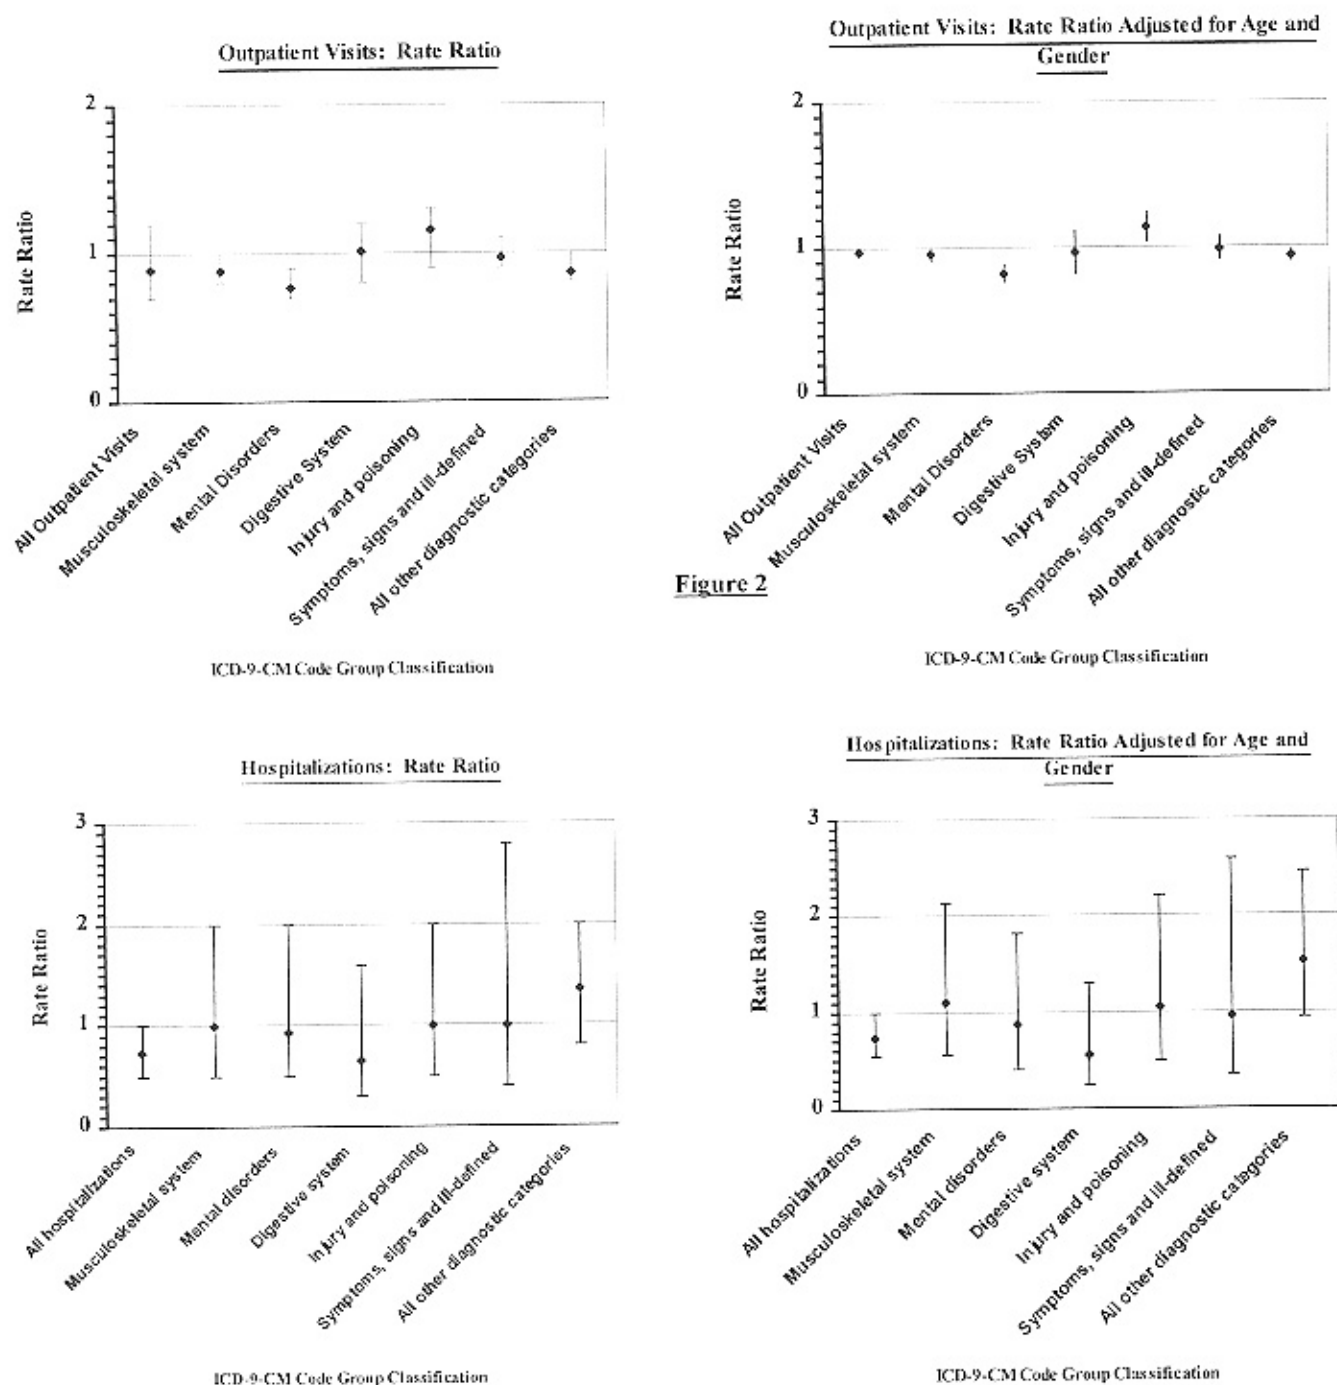 Outpatient Visits: Rate Ratio
2
1
0
Rate Ratio
All Outpatient Visits
Musculoskeletal system
Mental Disorders
Digestive System
Injury and poisoning
Symptoms, signs and ill-defined
All other diagnostic categories
ICD-9-CM Code Group Classification
Outpatient Visits: Rate Ratio Adjusted for Age and
Gender
2
1
0
Rate Ratio
All Outpatient Visits
Musculoskeletal system
Mental Disorders
Digestive System
Injury and poisoning
Symptoms, signs and ill-defined
All other diagnostic categories
ICD-9-CM Code Group Classification
Figure 2
Hospitalizations: Rate Ratio
3
2
1
0
Rate Ratio
All hospitalizations
Musculoskeletal system
Mental disorders
Digestive system
Injury and poisoning
Symptoms, signs and ill-defined
All other diagnostic categories
ICD-9-CM Code Group Classification
Hospitalizations: Rate Ratio Adjusted for Age and
Gender
3
2
1
0
Rate Ratio
All hospitalizations
Musculoskeletal system
Mental disorders
Digestive system
Injury and poisoning
Symptoms, signs and ill-defined
All other diagnostic categories
ICD-9-CM Code Group Classification